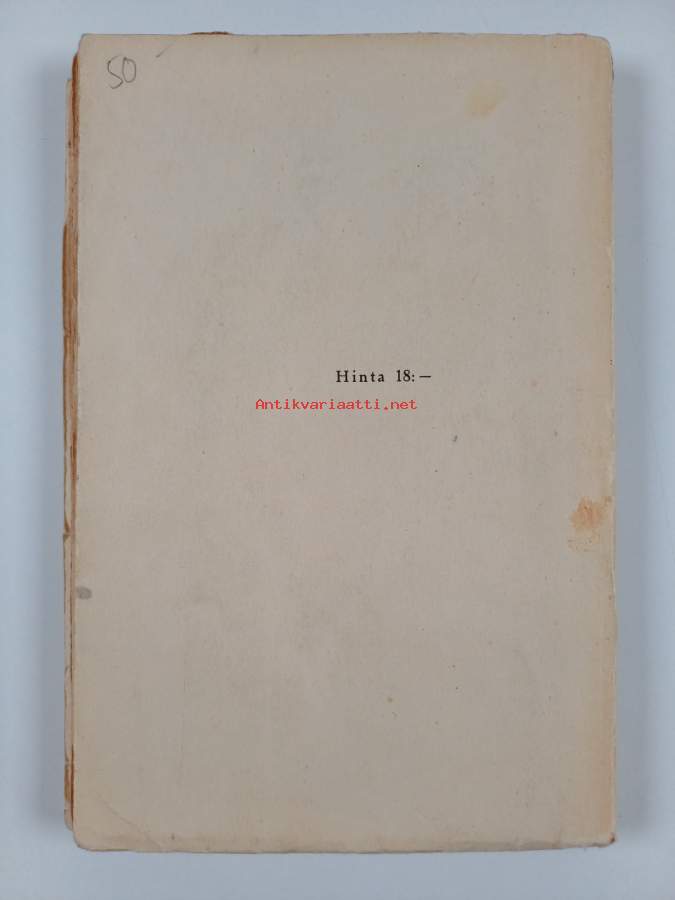 50
Hinta 18: —
Antikvariaatti.net